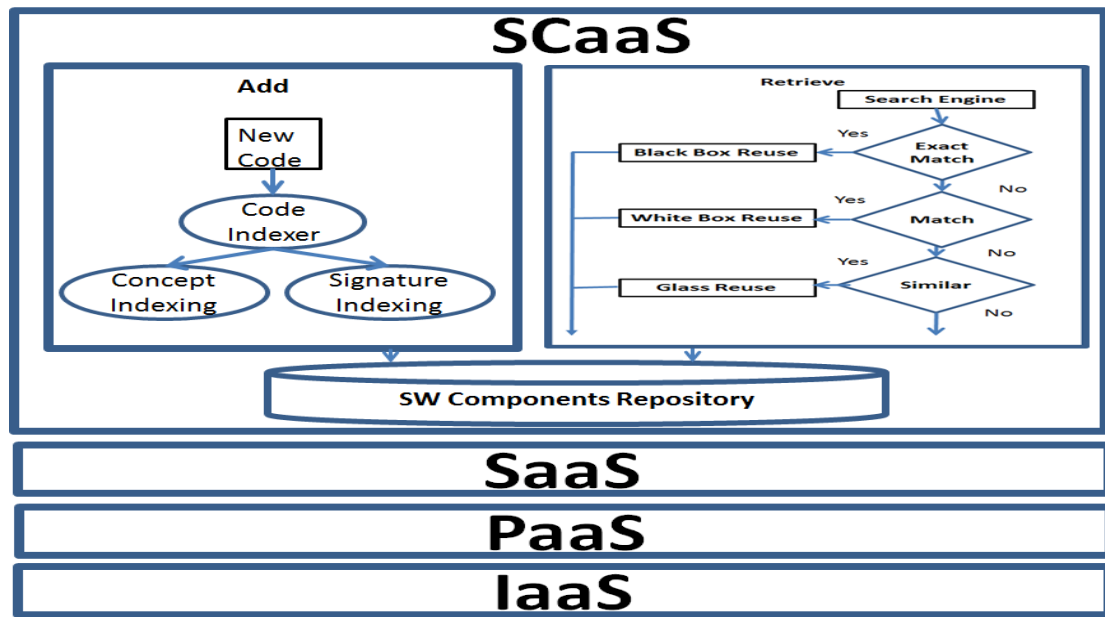 SCaaS
Add
New
Code
Code
Indexer
Concept
Indexing
Signature
Indexing
Retrieve
Search Engine
Yes
Exact
Match
Black Box Reuse
No
Yes
Match
White Box Reuse
No
Yes
Similar
Glass Reuse
No
SW Components Repository
SaaS
PaaS
IaaS